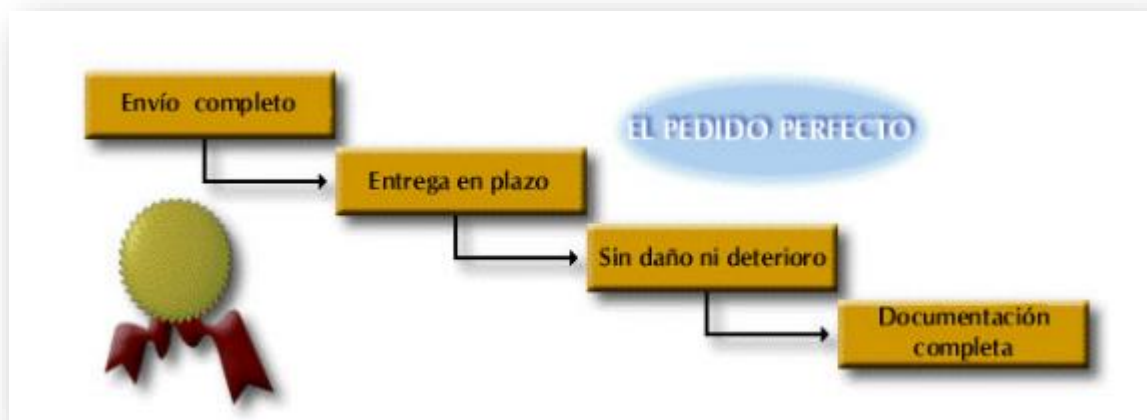 Envío completo
EL PEDIDO PERFECTO
Entrega en plazo
Sin daño ni deterioro
Documentación
completa